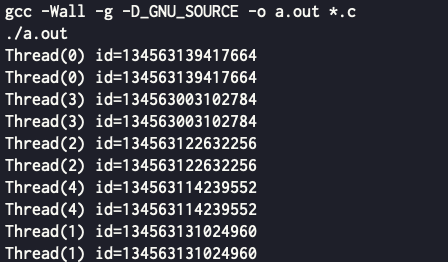 gcc -Wall -g -D_GNU_SOURCE -o a.out *.c
./a.out
Thread(0) id=134563139417664
Thread(0) id=134563139417664
Thread(3) id=134563003102784
Thread(3) id=134563003102784
Thread(2) id=134563122632256
Thread(2) id=134563122632256
Thread(4) id=134563114239552
Thread(4) id=134563114239552
Thread(1) id=134563131024960
Thread(1) id=134563131024960